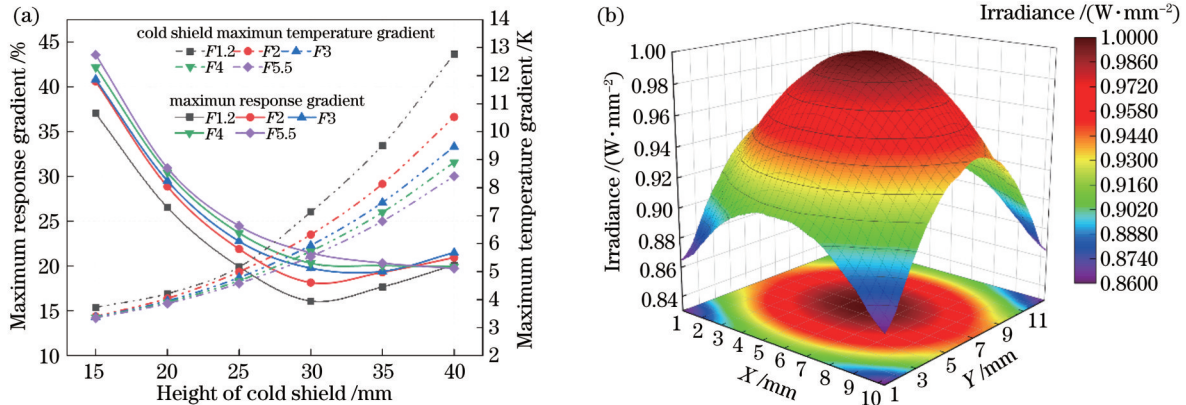 (a)
Maximum response gradient /%
45
40
35
30
25
20
15
10
cold shield maximun temperature gradient
F1.2 F2 F3
F4 F5.5
maximun response gradient
F1.2 F2 F3
F4 F5.5
14
13
12
11
10
9
8
7
6
5
4
3
2
Maximum temperature gradient /K
15 20 25 30 35 40
Height of cold shield /mm
(b)
Irradiance /(W·mm⁻²)
1.00
0.98
0.96
0.94
0.92
0.90
0.88
0.86
0.84
1 2 3 4 5 6 7 8 9 10
X /mm
1 3 5 7 9 11
Y /mm
Irradiance /(W·mm⁻²)
1.0000
0.9860
0.9720
0.9580
0.9440
0.9300
0.9160
0.9020
0.8880
0.8740
0.8600